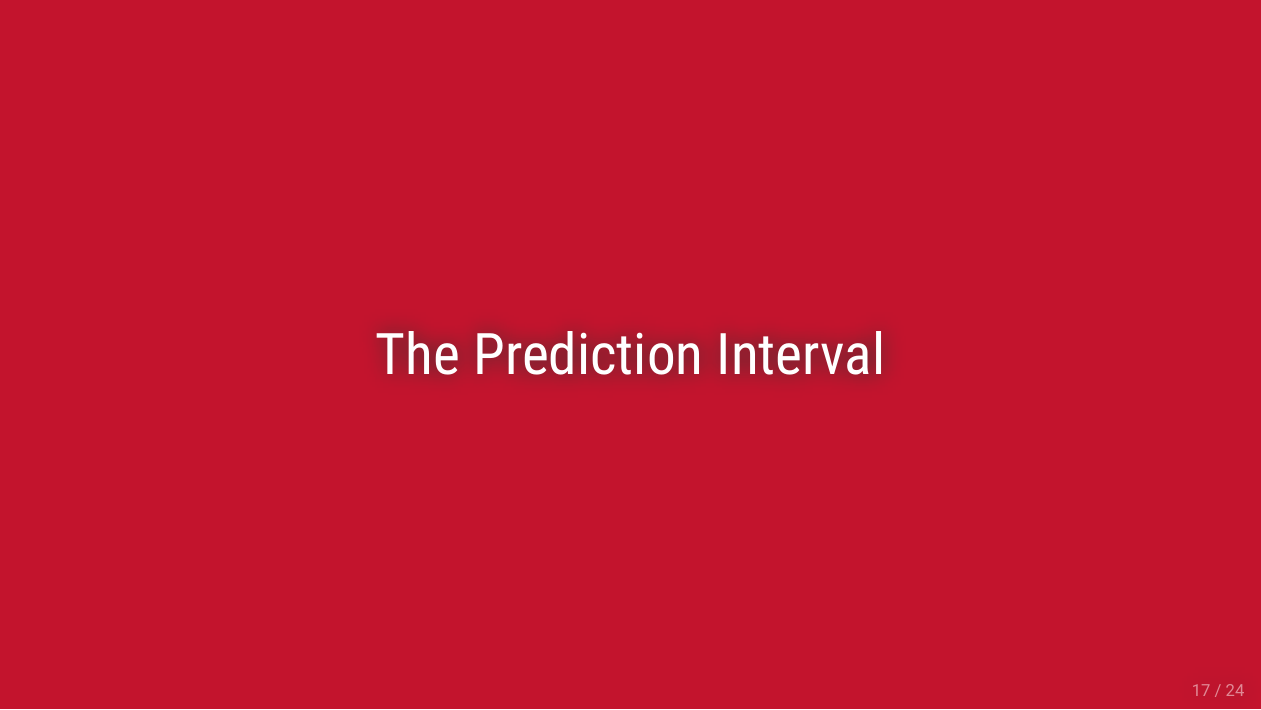 The Prediction Interval
17 / 24